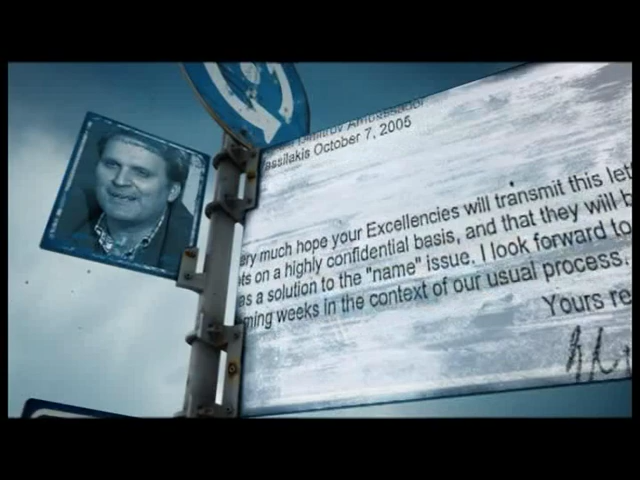 Dimitrov Ambassador
assilakis October 7, 2005
ery much hope your Excellencies will transmit this let
ts on a highly confidential basis, and that they will b
as a solution to the "name" issue. I look forward to
ming weeks in the context of our usual process.
Yours re